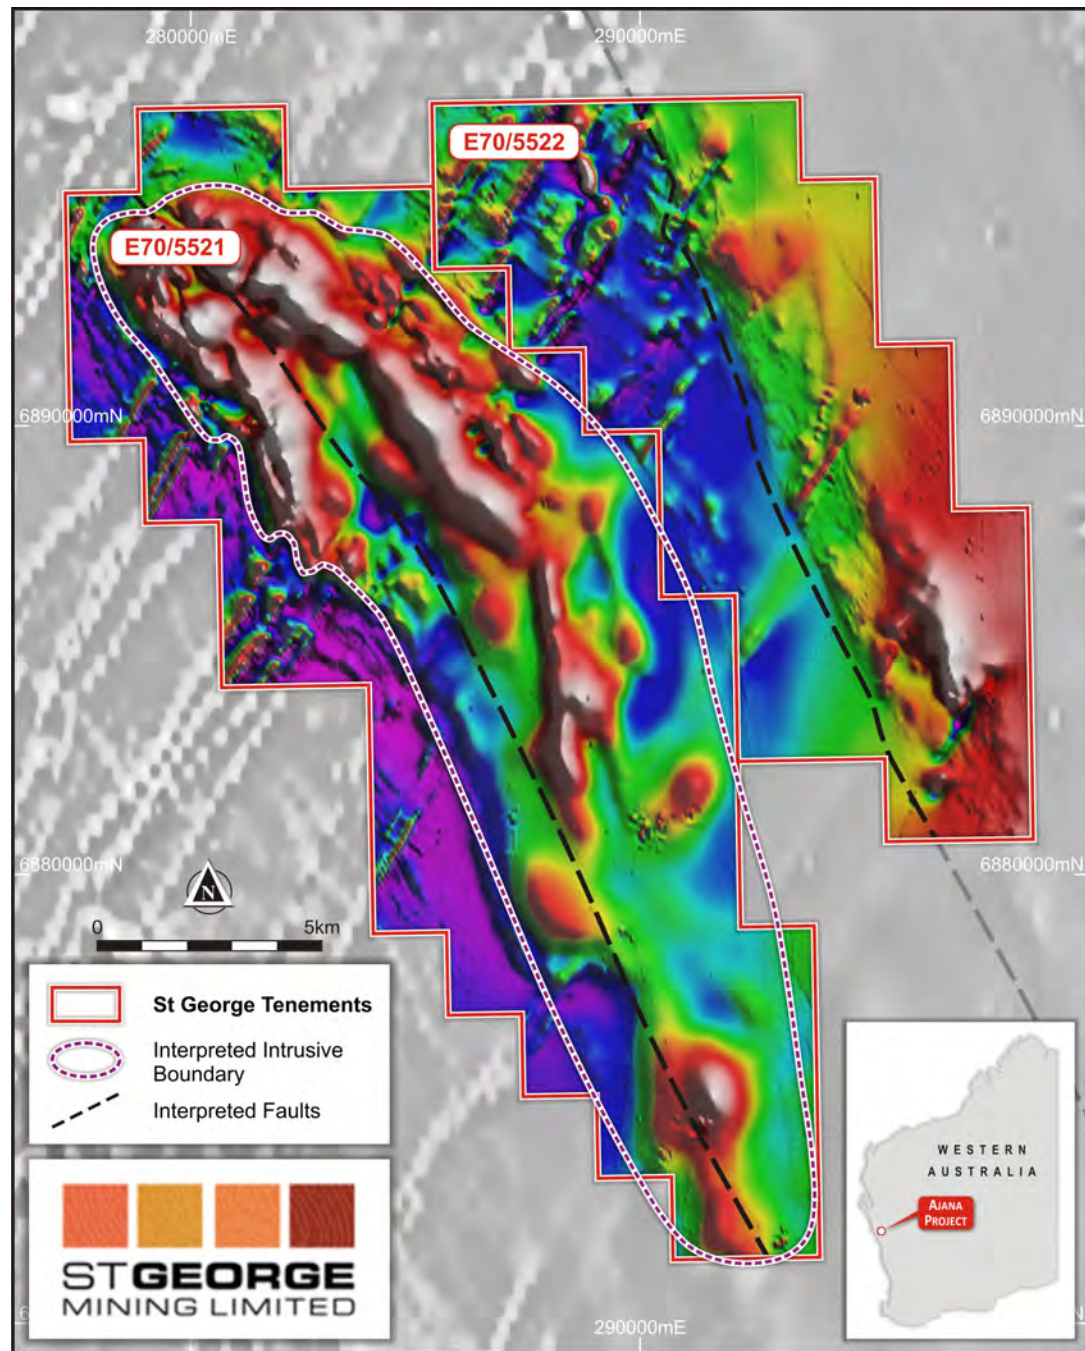 280000mE
290000mE
E70/5522
E70/5521
6890000mN
6890000mN
6880000mN
6880000mN
N
0
5km
St George Tenements
Interpreted Intrusive
Boundary
Interpreted Faults
WESTERN
AUSTRALIA
AJANA
PROJECT
STGEORGE
MINING LIMITED
290000mE